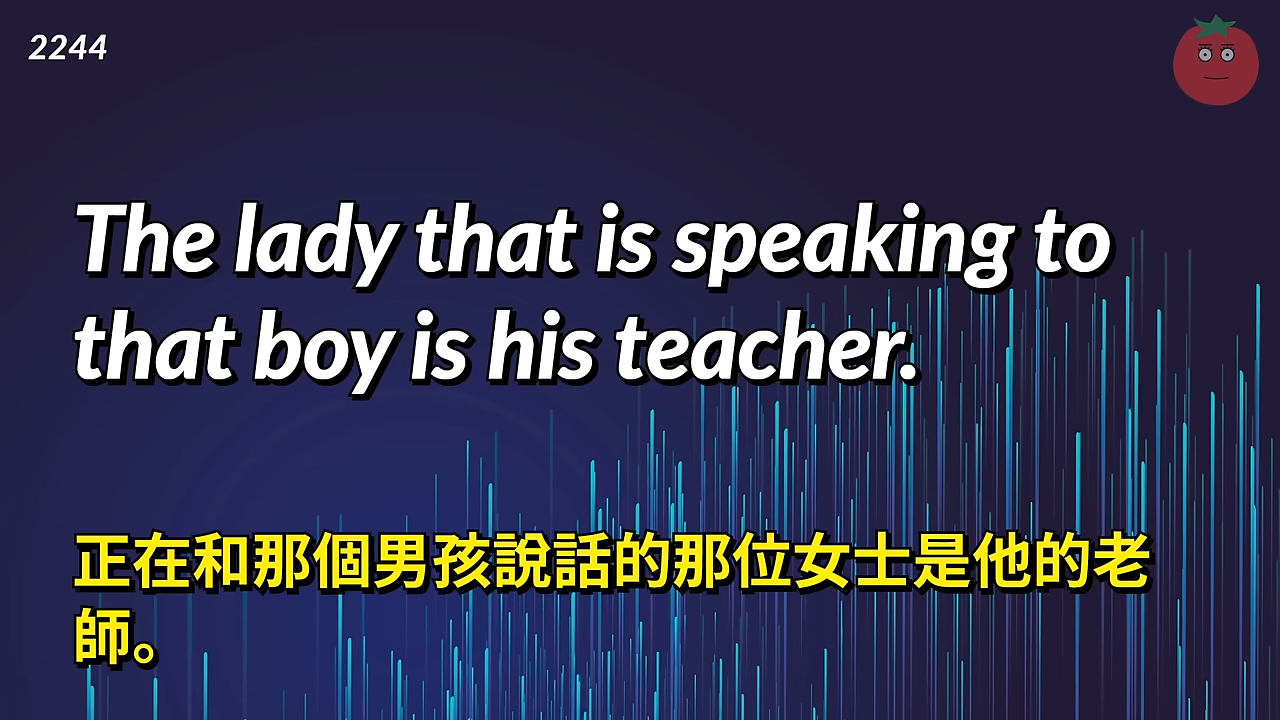 2244
The lady that is speaking to
that boy is his teacher.
正在和那個男孩說話的那位女士是他的老
師。